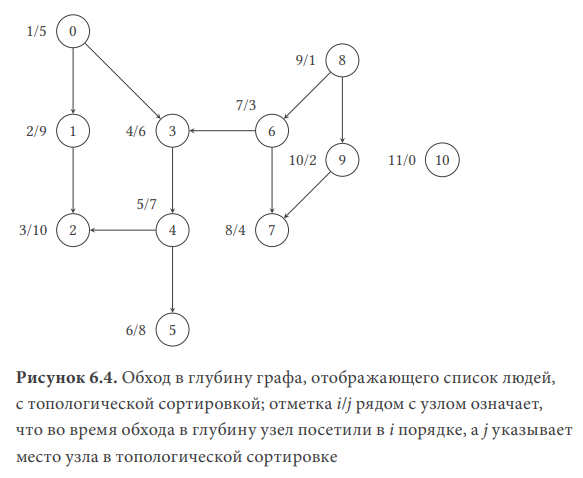 1/5 0
9/1 8
7/3
2/9 1 4/6 3 6
10/2 9 11/0 10
5/7
3/10 2 4 8/4 7
6/8 5
Рисунок 6.4. Обход в глубину графа, отображающего список людей,
с топологической сортировкой; отметка i/j рядом с узлом означает,
что во время обхода в глубину узел посетили в i порядке, а j указывает
место узла в топологической сортировке